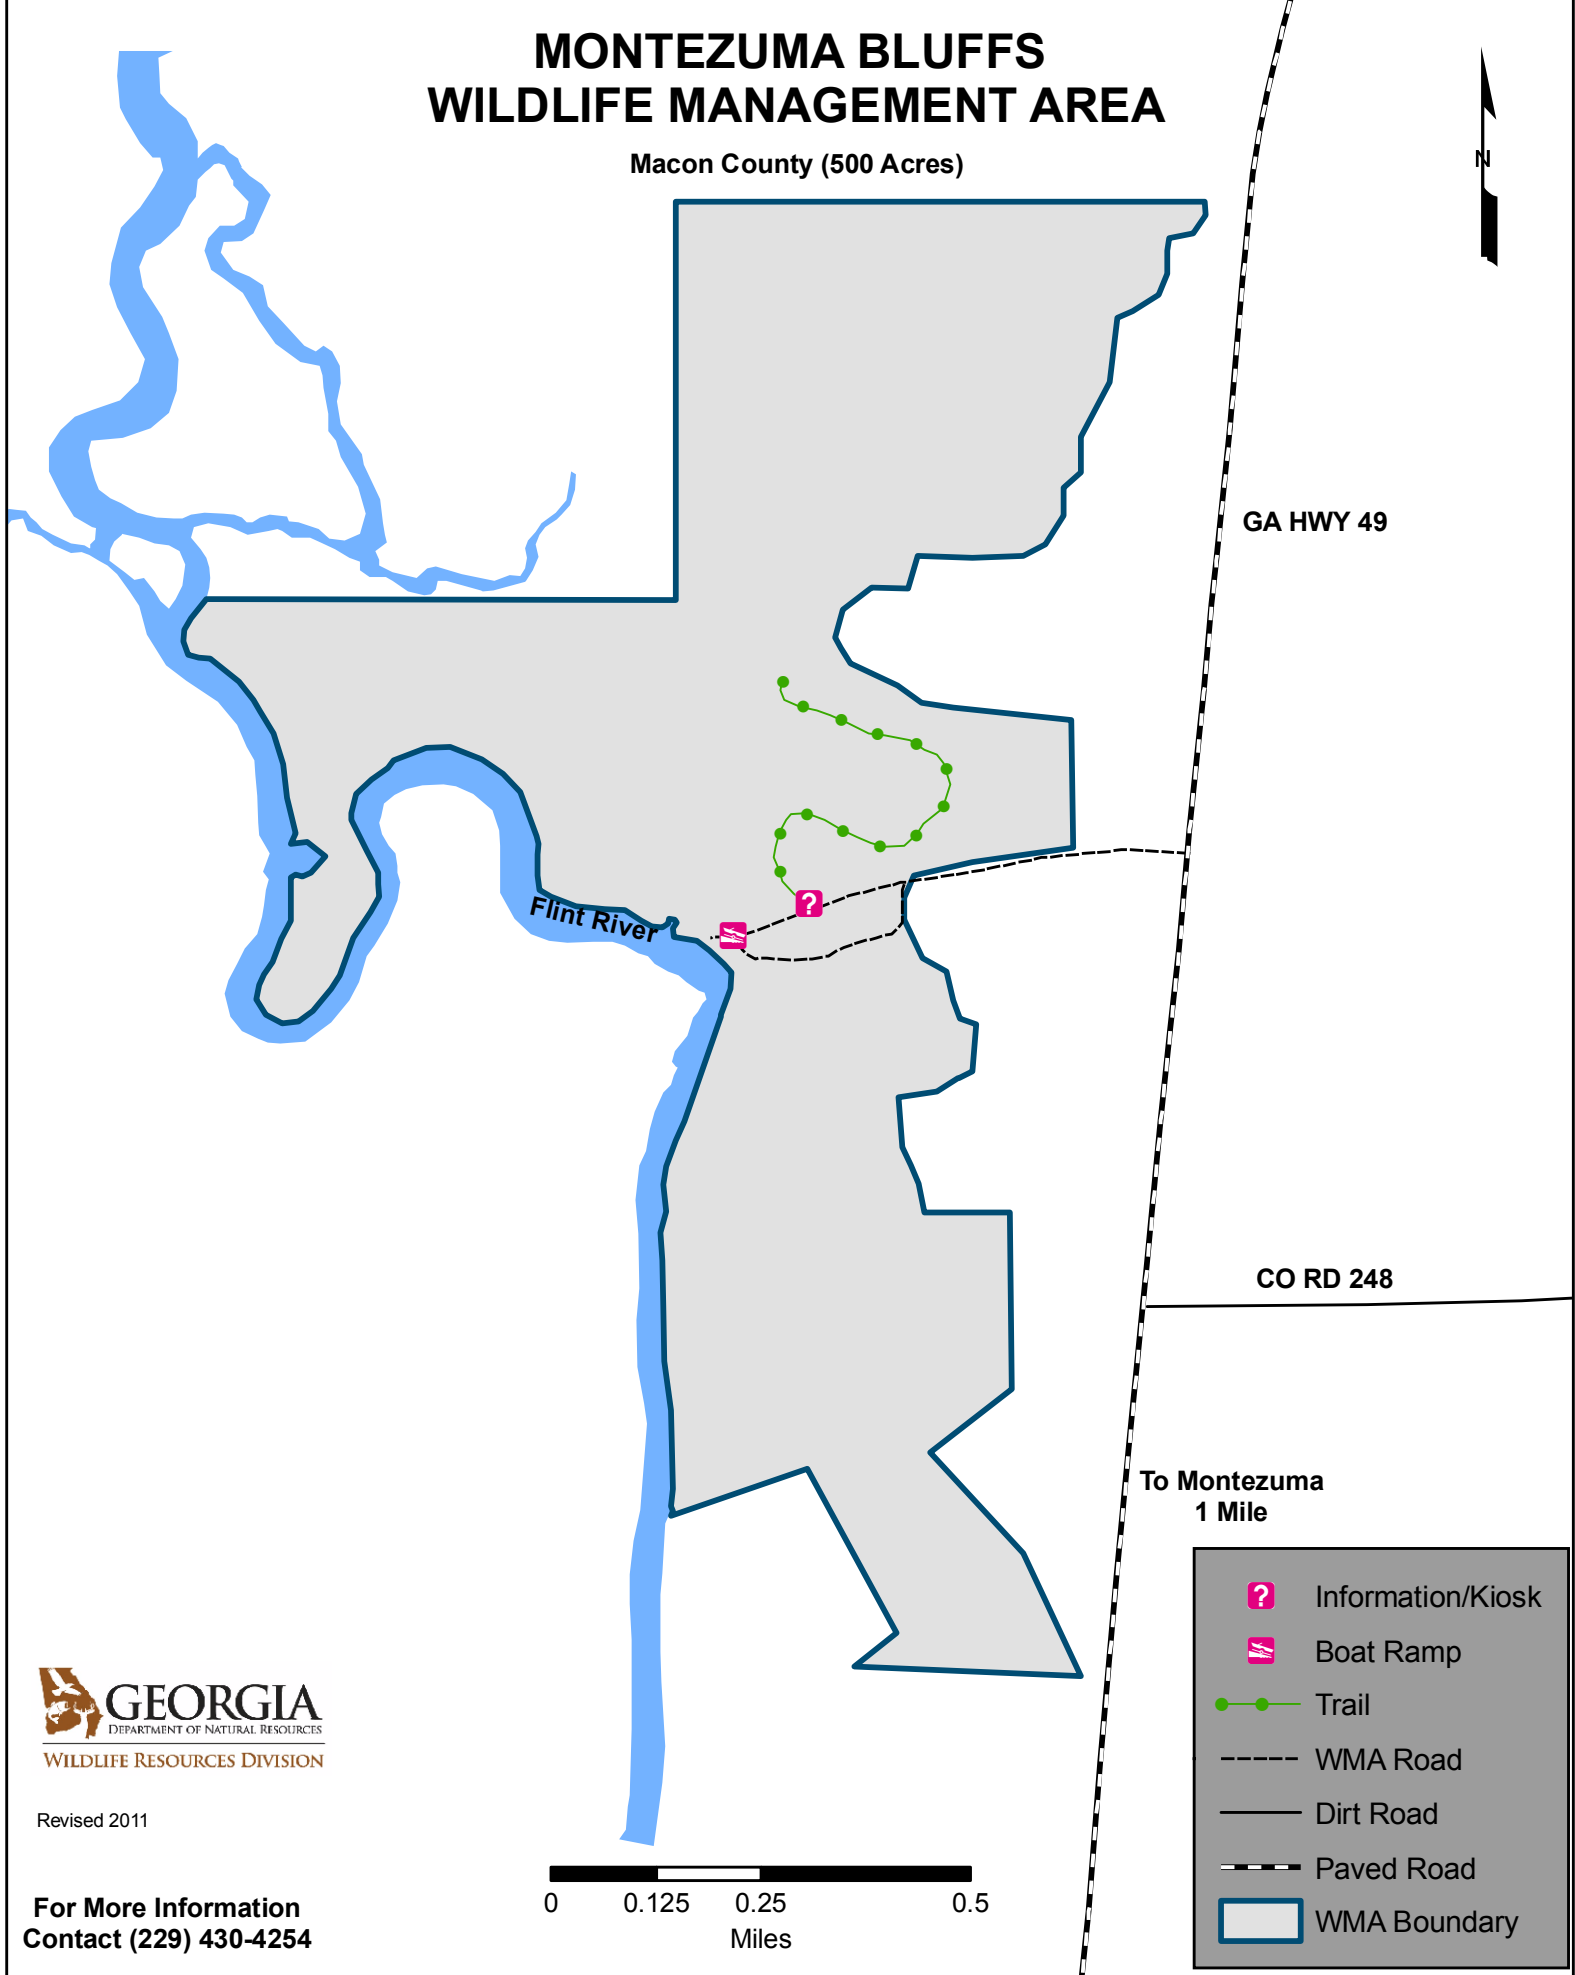 MONTEZUMA BLUFFS
WILDLIFE MANAGEMENT AREA
Macon County (500 Acres)
N
GA HWY 49
Flint River
?
CO RD 248
To Montezuma
1 Mile
? Information/Kiosk
Boat Ramp
Trail
WMA Road
Dirt Road
Paved Road
WMA Boundary
GEORGIA
DEPARTMENT OF NATURAL RESOURCES
WILDLIFE RESOURCES DIVISION
Revised 2011
For More Information
Contact (229) 430-4254
0 0.125 0.25 0.5
Miles